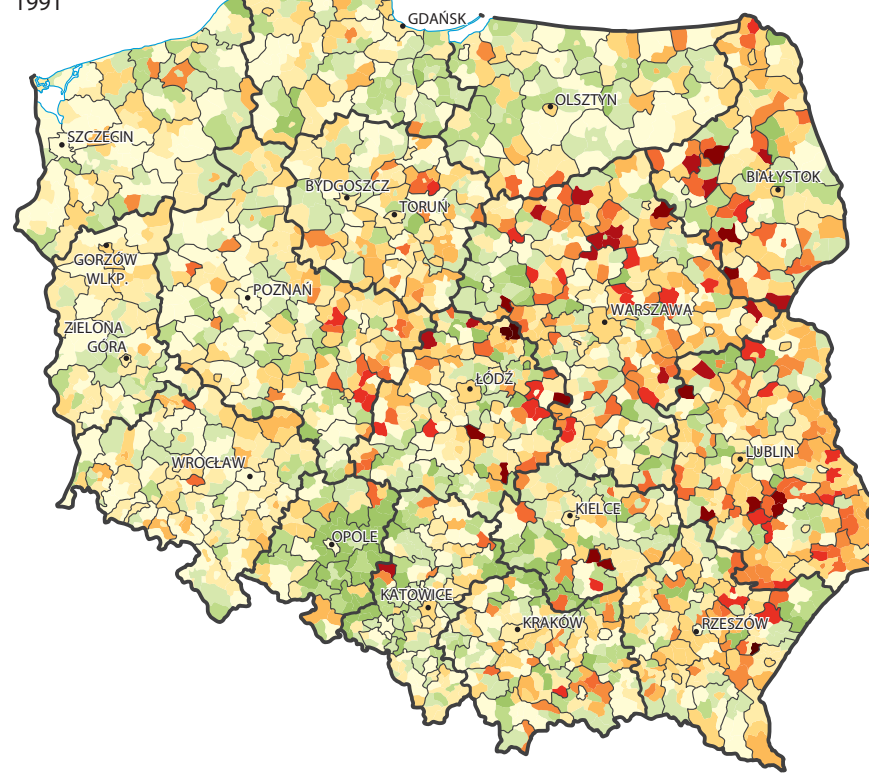 1991
GDAŃSK
OLSZTYN
SZCZECIN
BIAŁYSTOK
BYDGOSZCZ
TORUŃ
GORZÓW
WLKP.
POZNAŃ
WARSZAWA
ZIELONA
GÓRA
ŁÓDŹ
LUBLIN
WROCŁAW
KIELCE
OPOLE
KATOWICE
KRAKÓW
RZESZÓW